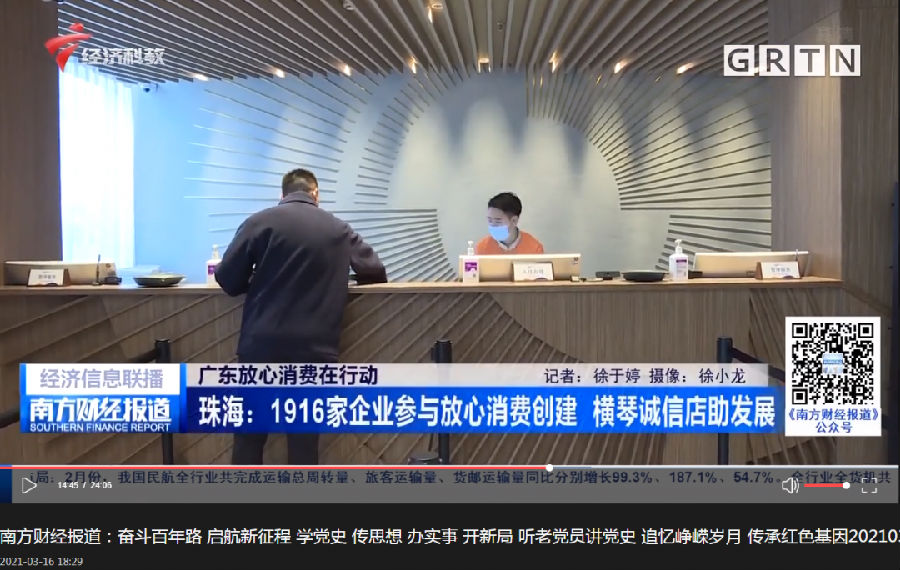 经济科教
GRTN
经济信息联播
南方财经报道
SOUTHERN FINANCE REPORT
广东放心消费在行动
记者：徐于婷 摄像：徐小龙
珠海：1916家企业参与放心消费创建 横琴诚信店助发展
《南方财经报道》
公众号
局：2月份，我国民航全行业共完成运输总周转量、旅客运输量、货邮运输量同比分别增长99.3%、187.1%、54.7%。全行业全货机共
14:45 / 24:06
南方财经报道：奋斗百年路 启航新征程 学党史 传思想 办实事 开新局 听老党员讲党史 追忆峥嵘岁月 传承红色基因202103
2021-03-16 18:29